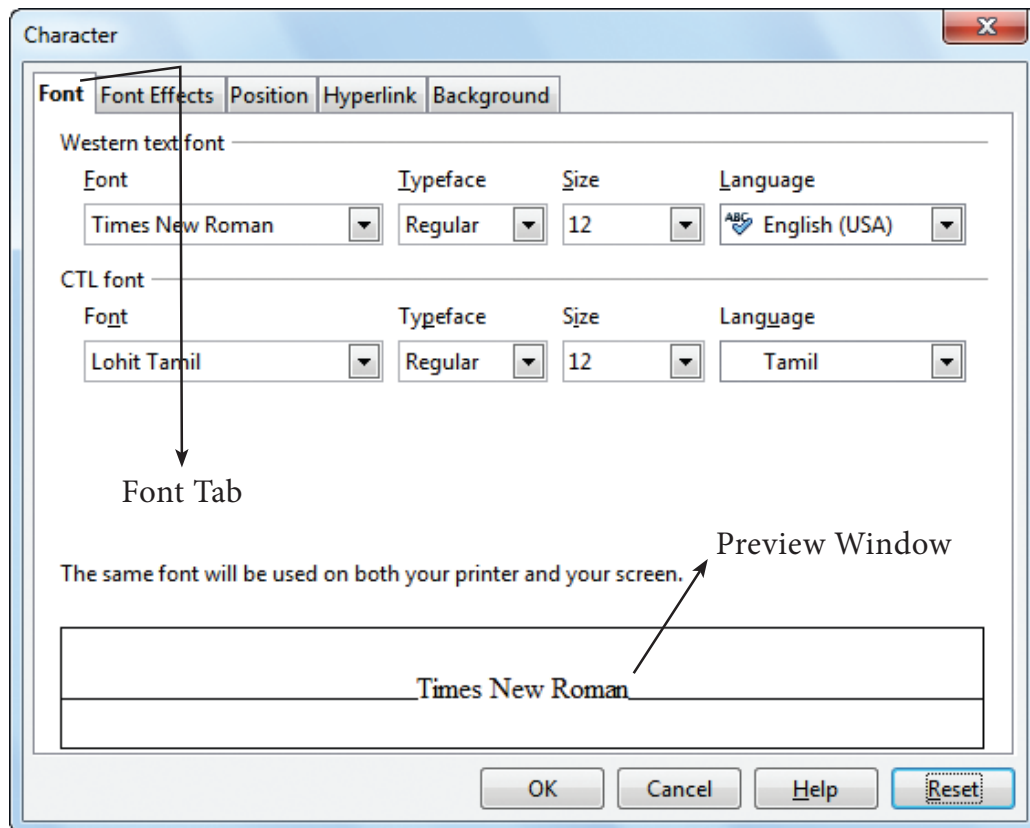 Character
Font Font Effects Position Hyperlink Background
Western text font
Font Typeface Size Language
Times New Roman Regular 12 ABC English (USA)
CTL font
Font Typeface Size Language
Lohit Tamil Regular 12 Tamil
Font Tab
Preview Window
The same font will be used on both your printer and your screen.
Times New Roman
OK Cancel Help Reset